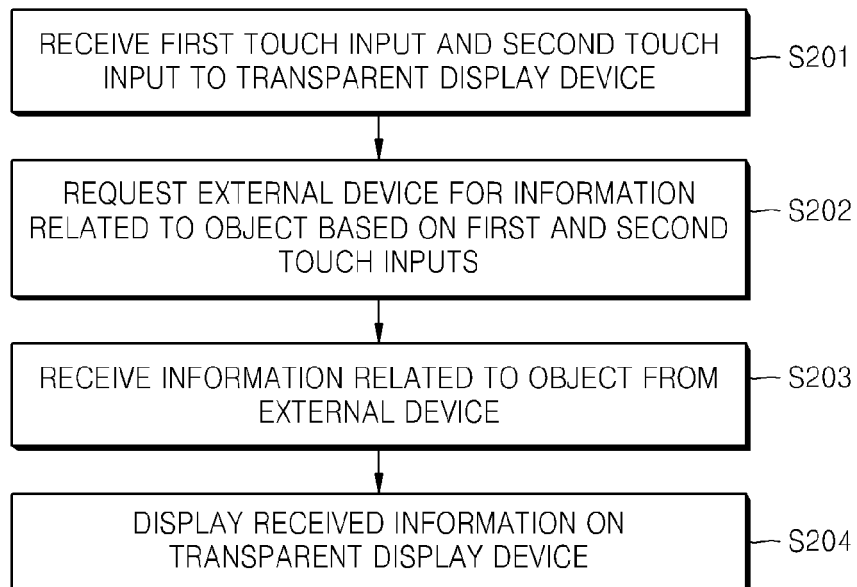 RECEIVE FIRST TOUCH INPUT AND SECOND TOUCH
INPUT TO TRANSPARENT DISPLAY DEVICE
S201
REQUEST EXTERNAL DEVICE FOR INFORMATION
RELATED TO OBJECT BASED ON FIRST AND SECOND
TOUCH INPUTS
S202
RECEIVE INFORMATION RELATED TO OBJECT FROM
EXTERNAL DEVICE
S203
DISPLAY RECEIVED INFORMATION ON
TRANSPARENT DISPLAY DEVICE
S204